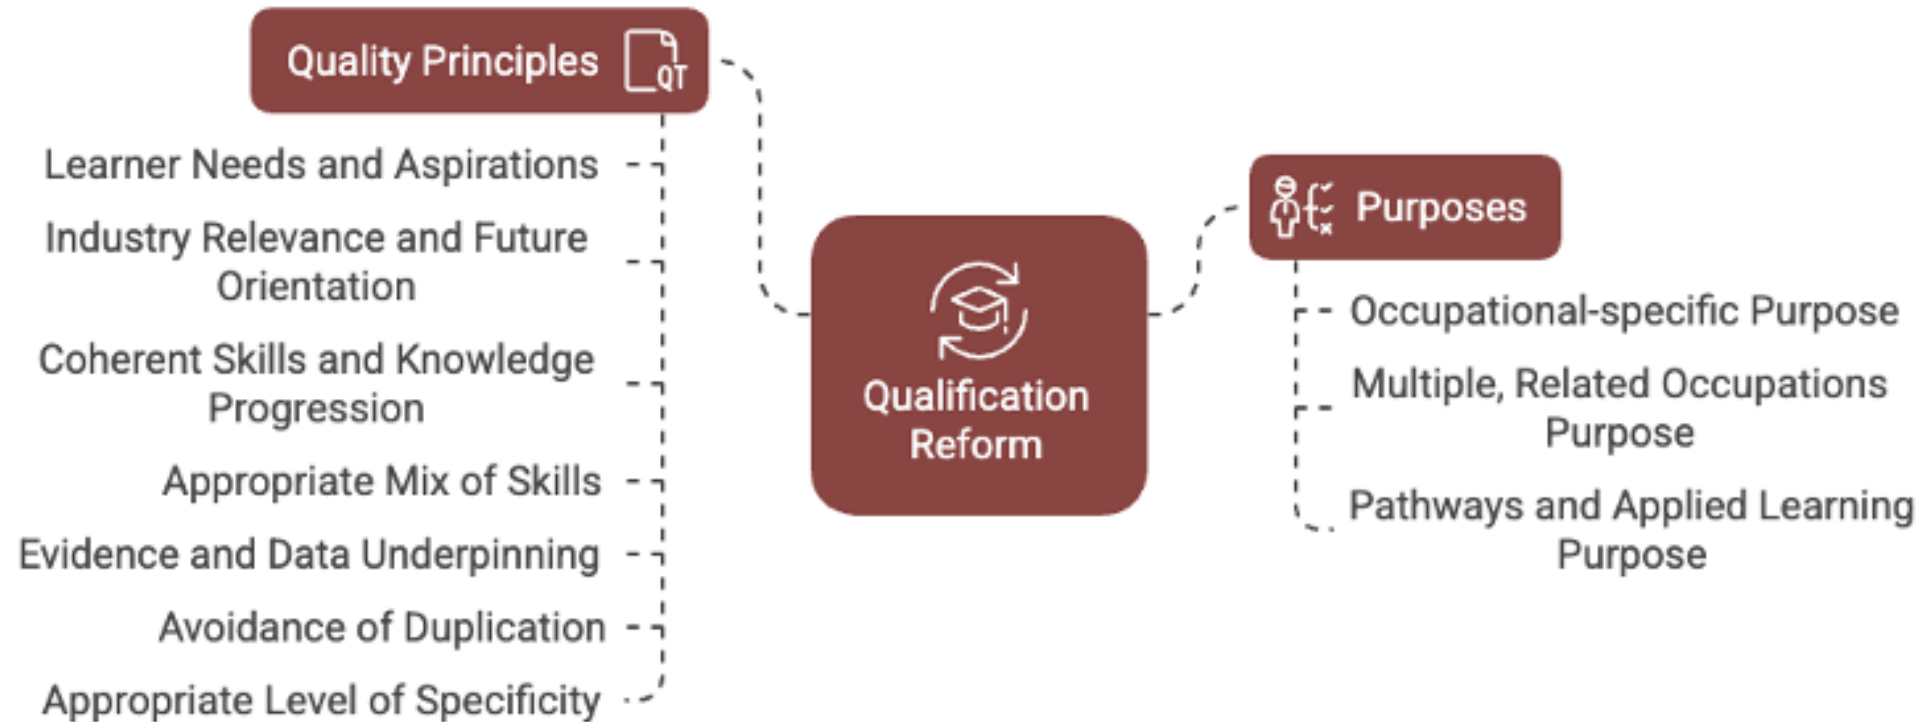 Quality Principles
QT
Learner Needs and Aspirations
Industry Relevance and Future
Orientation
Coherent Skills and Knowledge
Progression
Appropriate Mix of Skills
Evidence and Data Underpinning
Avoidance of Duplication
Appropriate Level of Specificity
Qualification
Reform
Purposes
Occupational-specific Purpose
Multiple, Related Occupations
Purpose
Pathways and Applied Learning
Purpose